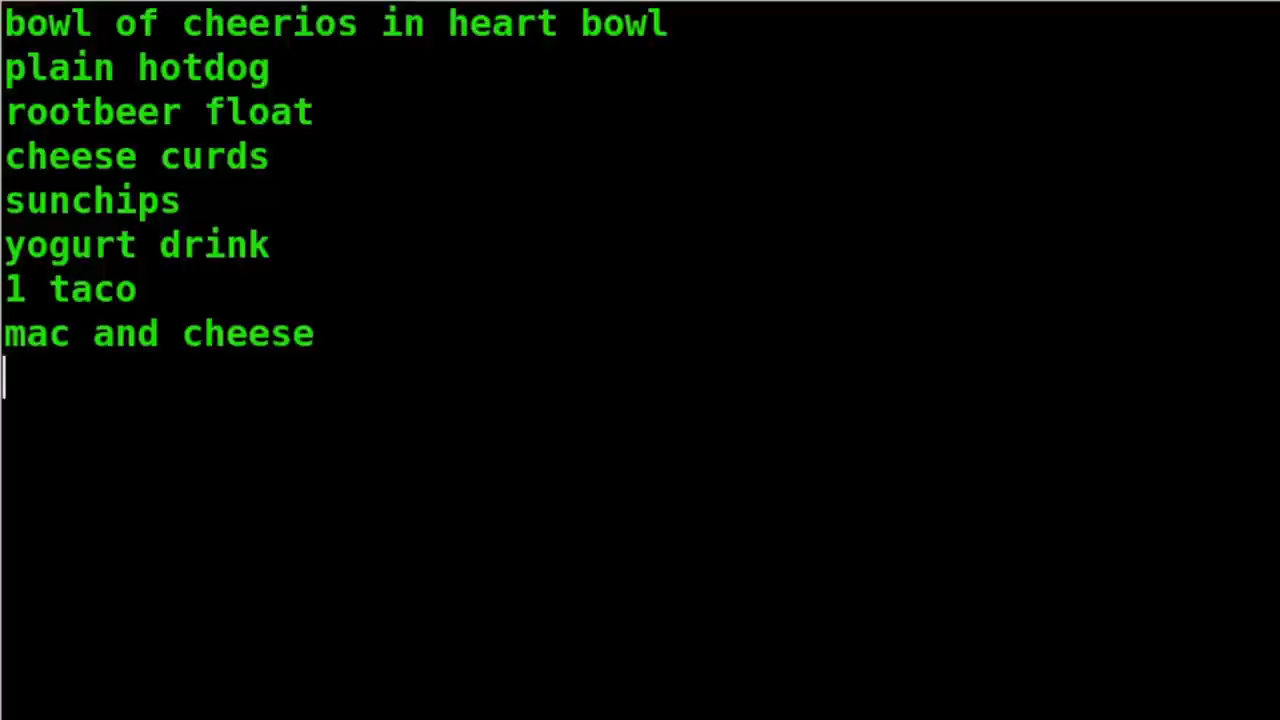 bowl of cheerios in heart bowl
plain hotdog
rootbeer float
cheese curds
sunchips
yogurt drink
1 taco
mac and cheese